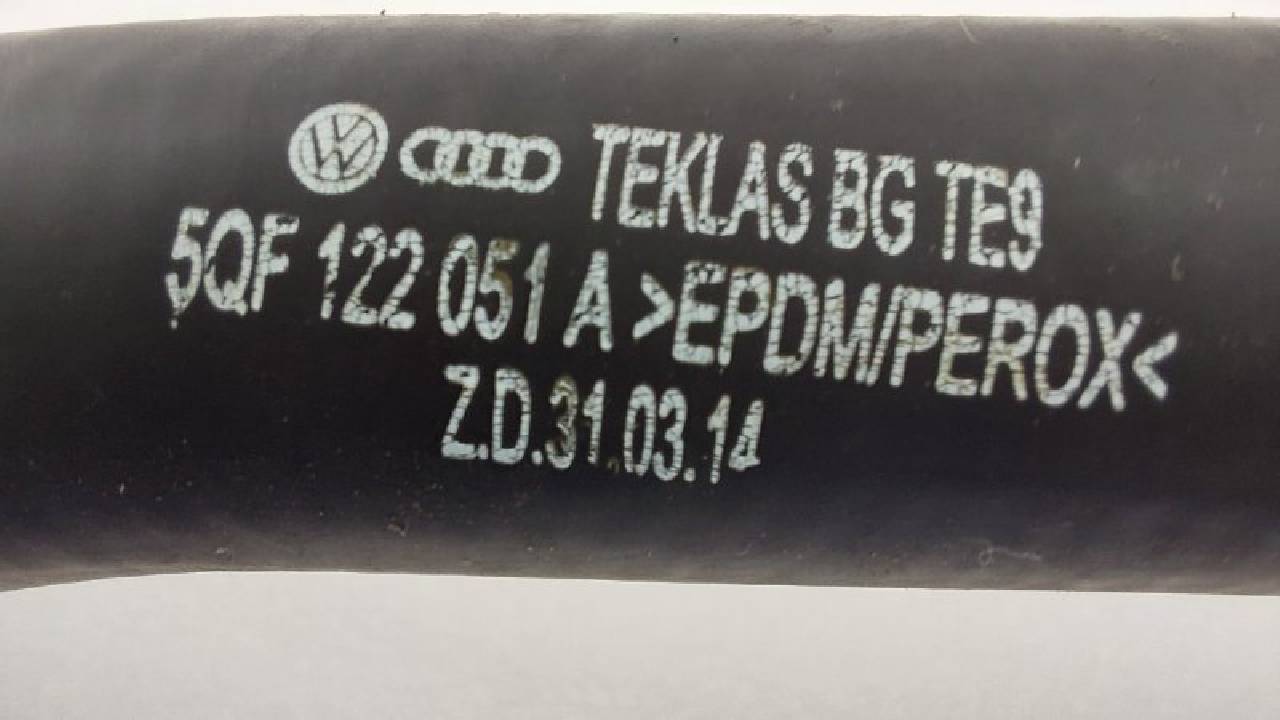 TEKLAS BG TE9
5QF 122 051 A >EPDM/PEROX<
Z.D.31.03.14